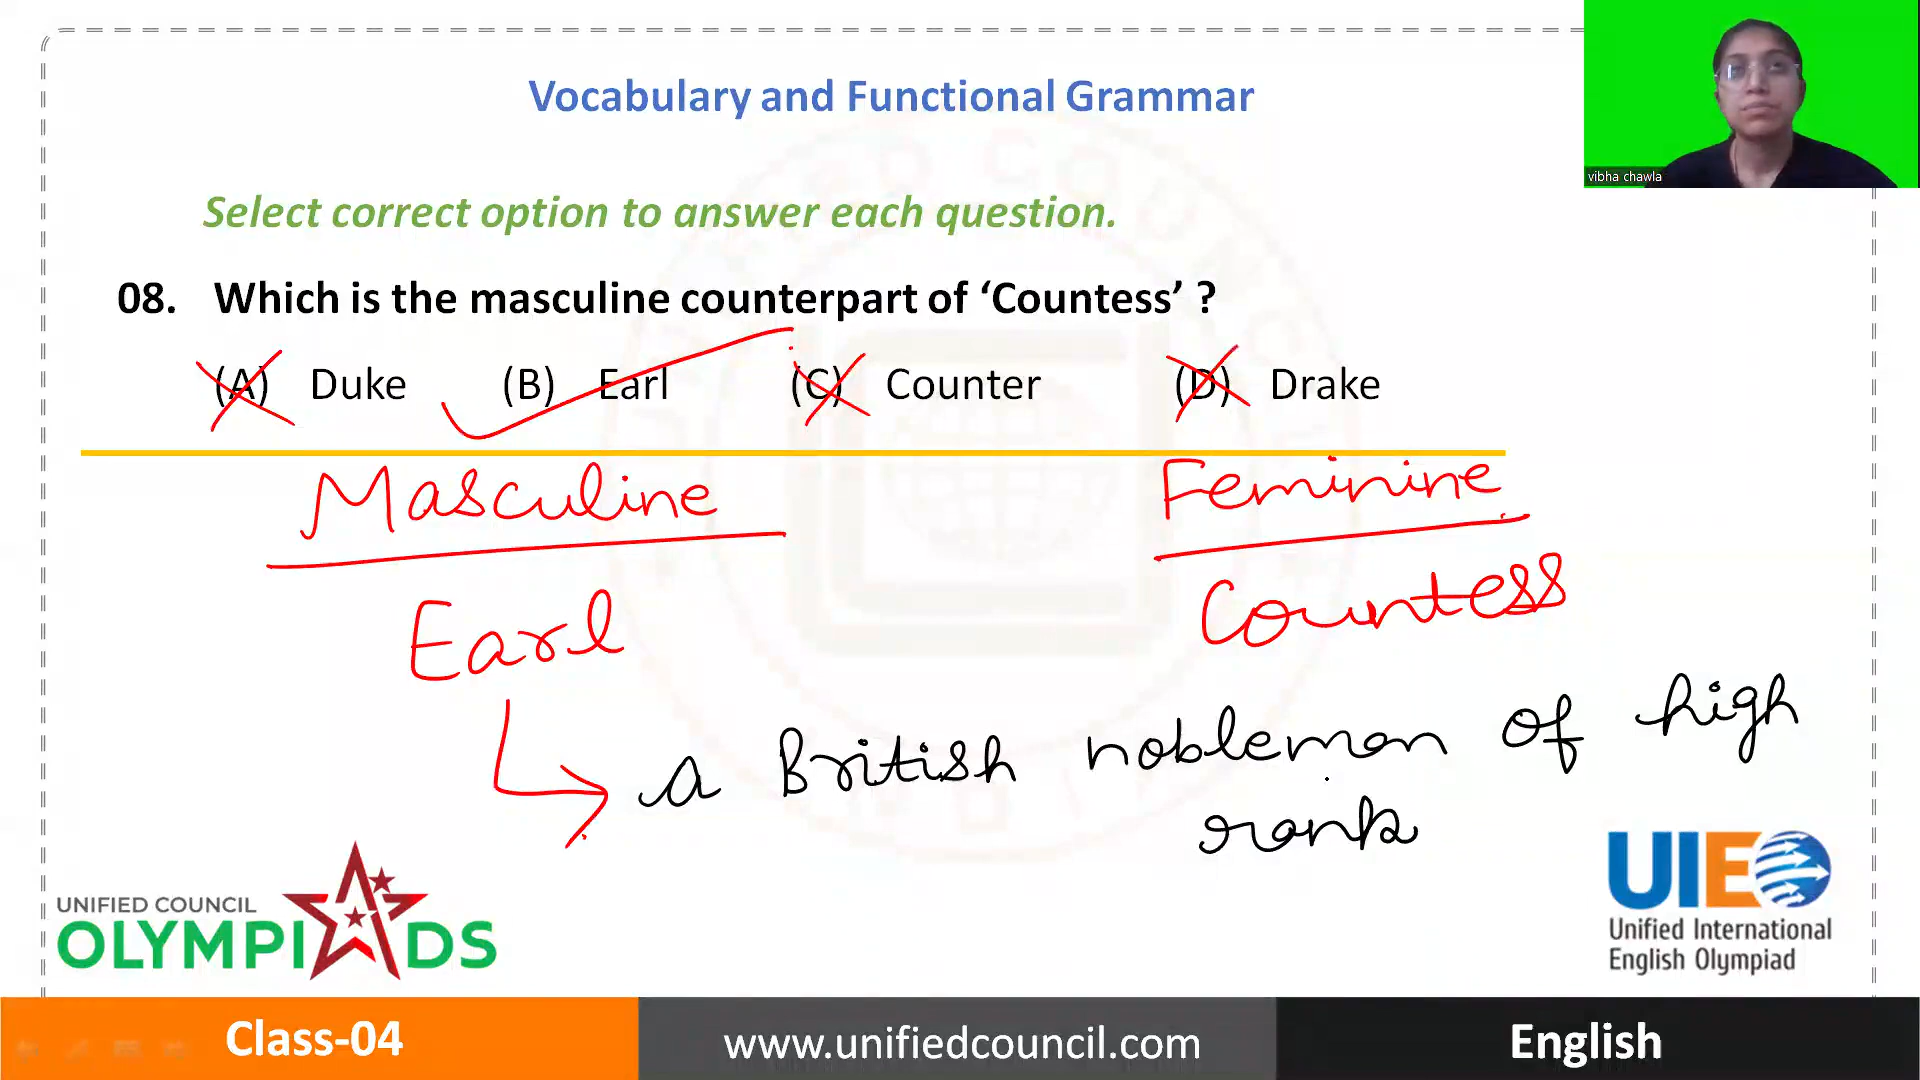 Vocabulary and Functional Grammar
vibha chawla
Select correct option to answer each question.
08. Which is the masculine counterpart of ‘Countess’ ?
(A) Duke (B) Earl (C) Counter (D) Drake
Masculine Feminine
Earl Countess
a British nobleman of high
rank
UNIFIED COUNCIL
OLYMPIADS
UIEO
Unified International
English Olympiad
Class-04 www.unifiedcouncil.com English